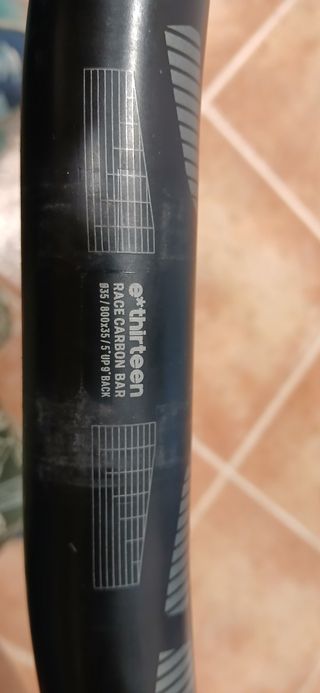 e*thirteen
RACE CARBON BAR
Ø35 / 800x35 / 5°UP 9°BACK